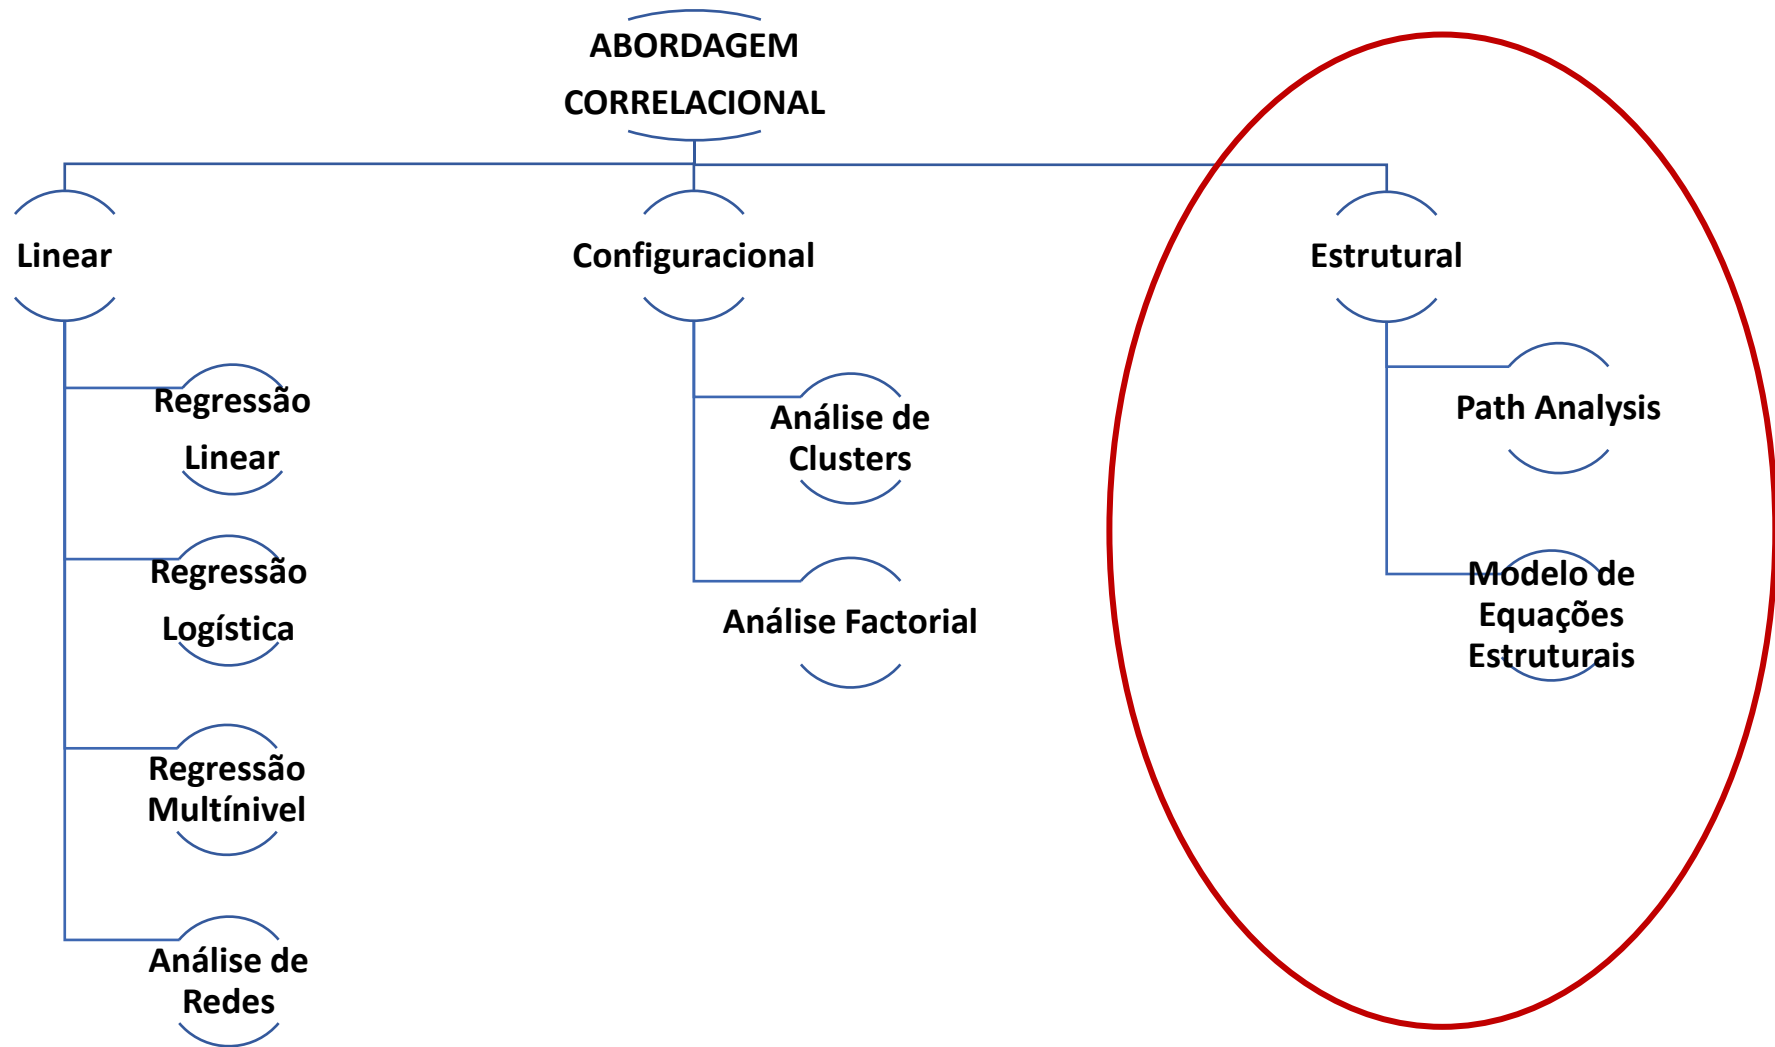 ABORDAGEM
CORRELACIONAL
Linear
Configuracional
Estrutural
Regressão
Linear
Regressão
Logística
Regressão
Multínivel
Análise de
Redes
Análise de
Clusters
Análise Factorial
Path Analysis
Modelo de
Equações
Estruturais